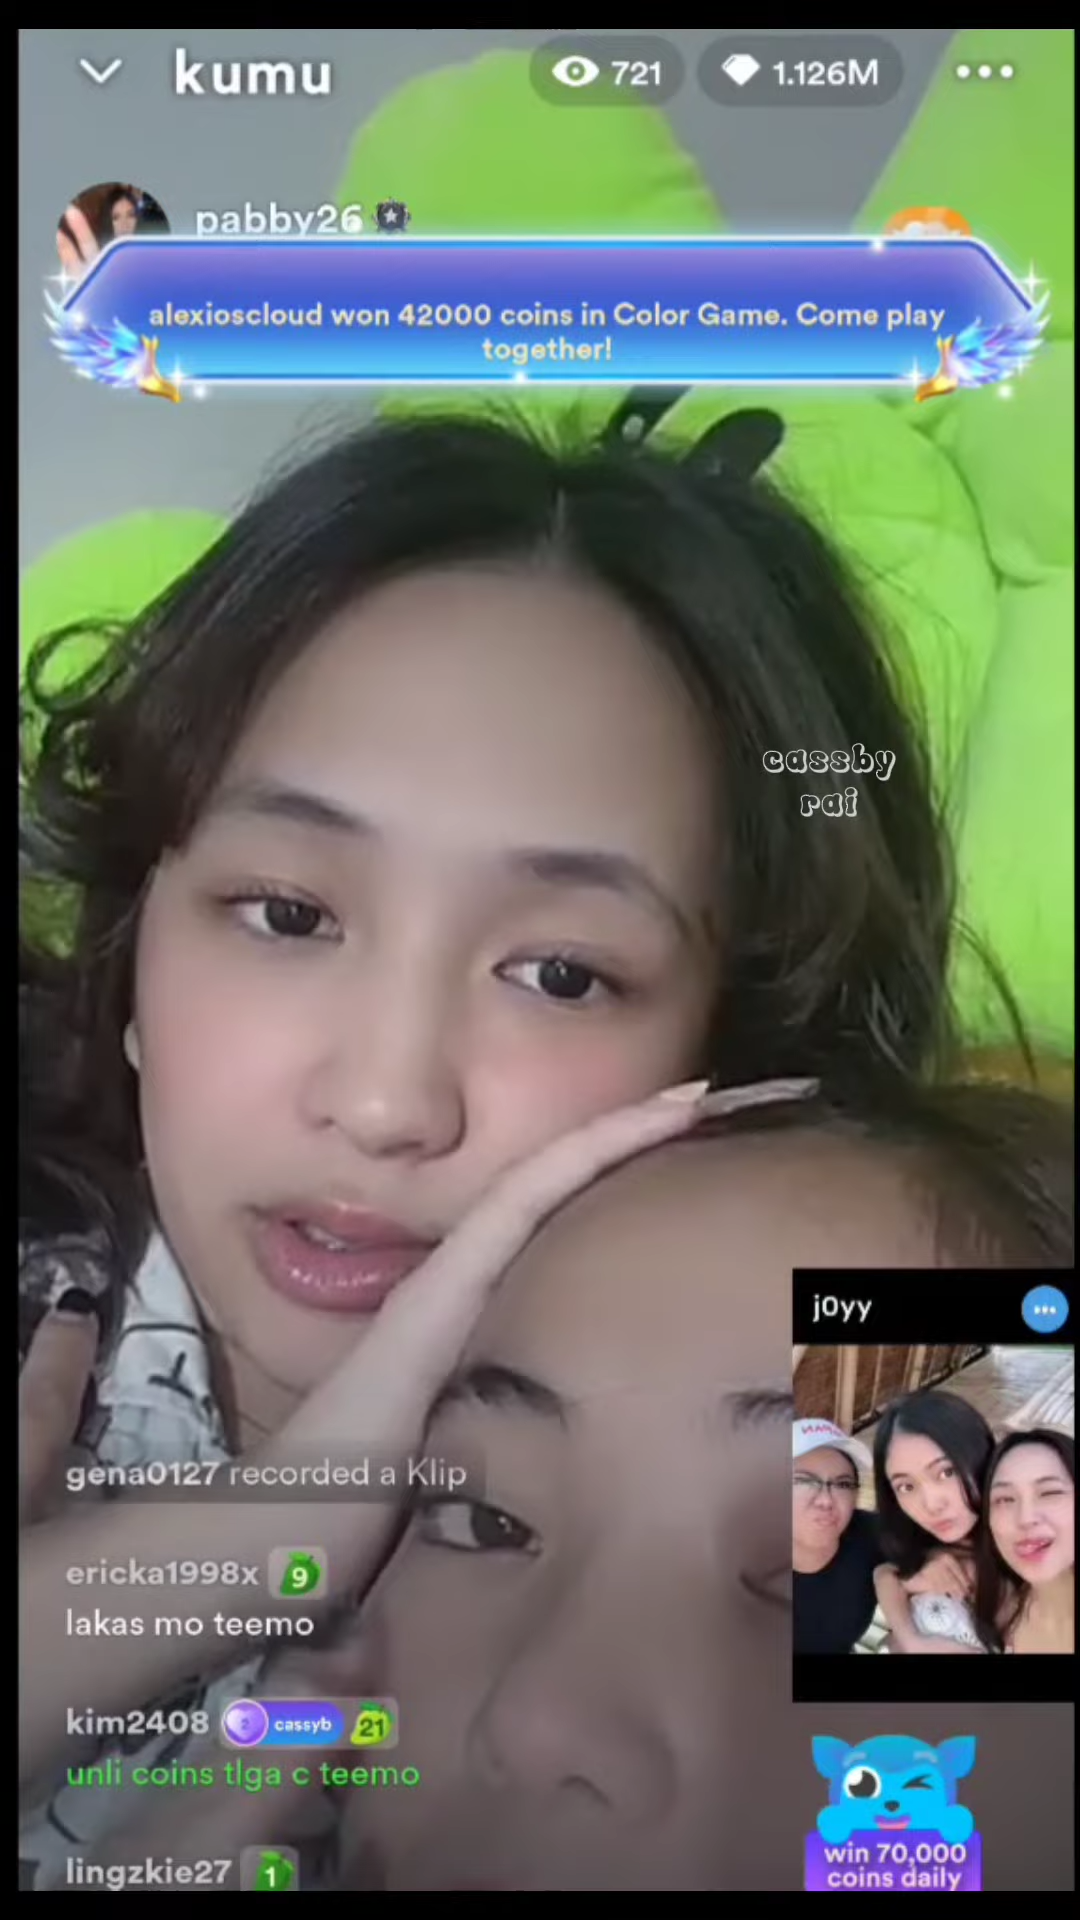 kumu
721
1.126M
pabby26
alexioscloud won 42000 coins in Color Game. Come play
together!
cassby
rai
j0yy
gena0127 recorded a Klip
ericka1998x 9
lakas mo teemo
kim2408 2 cassyb 21
unli coins tlga c teemo
lingzkie27 1
win 70,000
coins daily